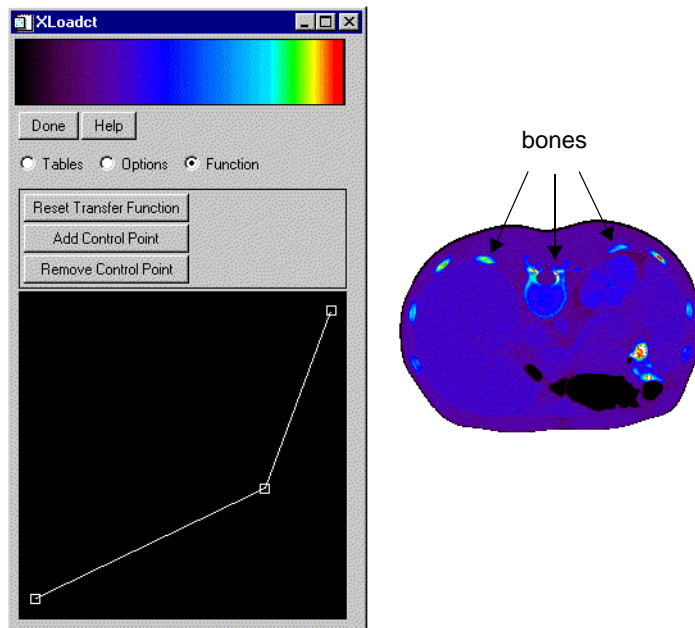 XLoadct
Done Help
Tables Options Function
Reset Transfer Function
Add Control Point
Remove Control Point
bones